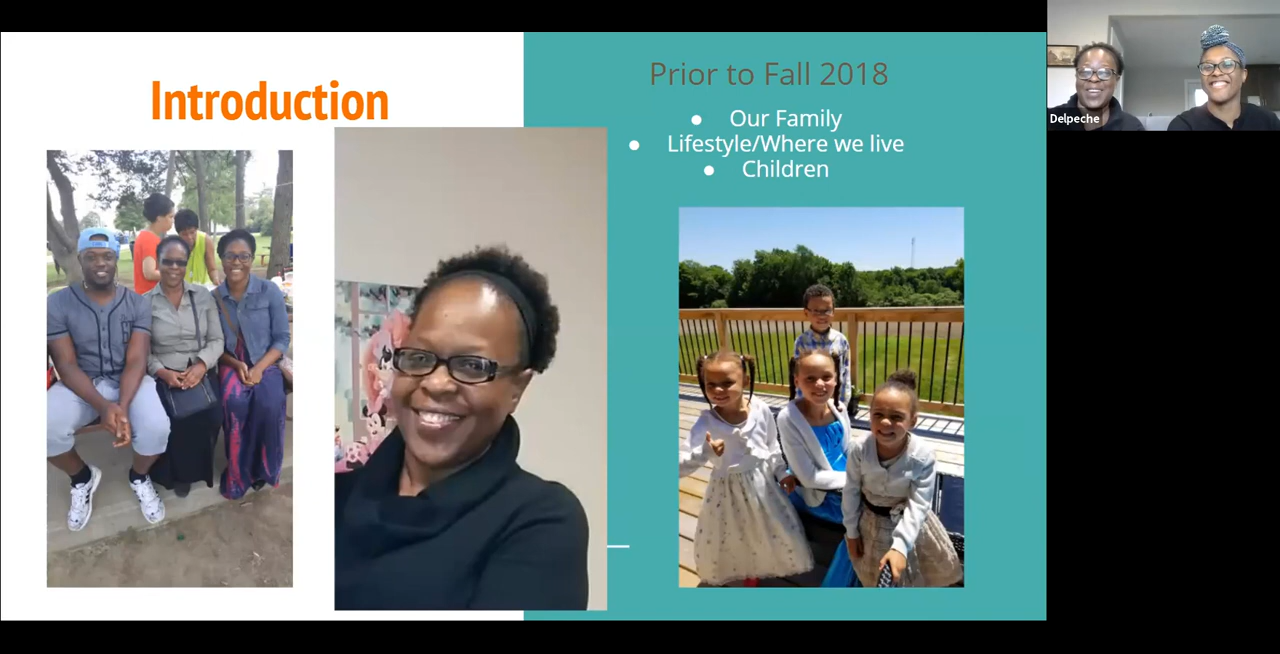 Introduction
Prior to Fall 2018
● Our Family
● Lifestyle/Where we live
● Children
Delpeche